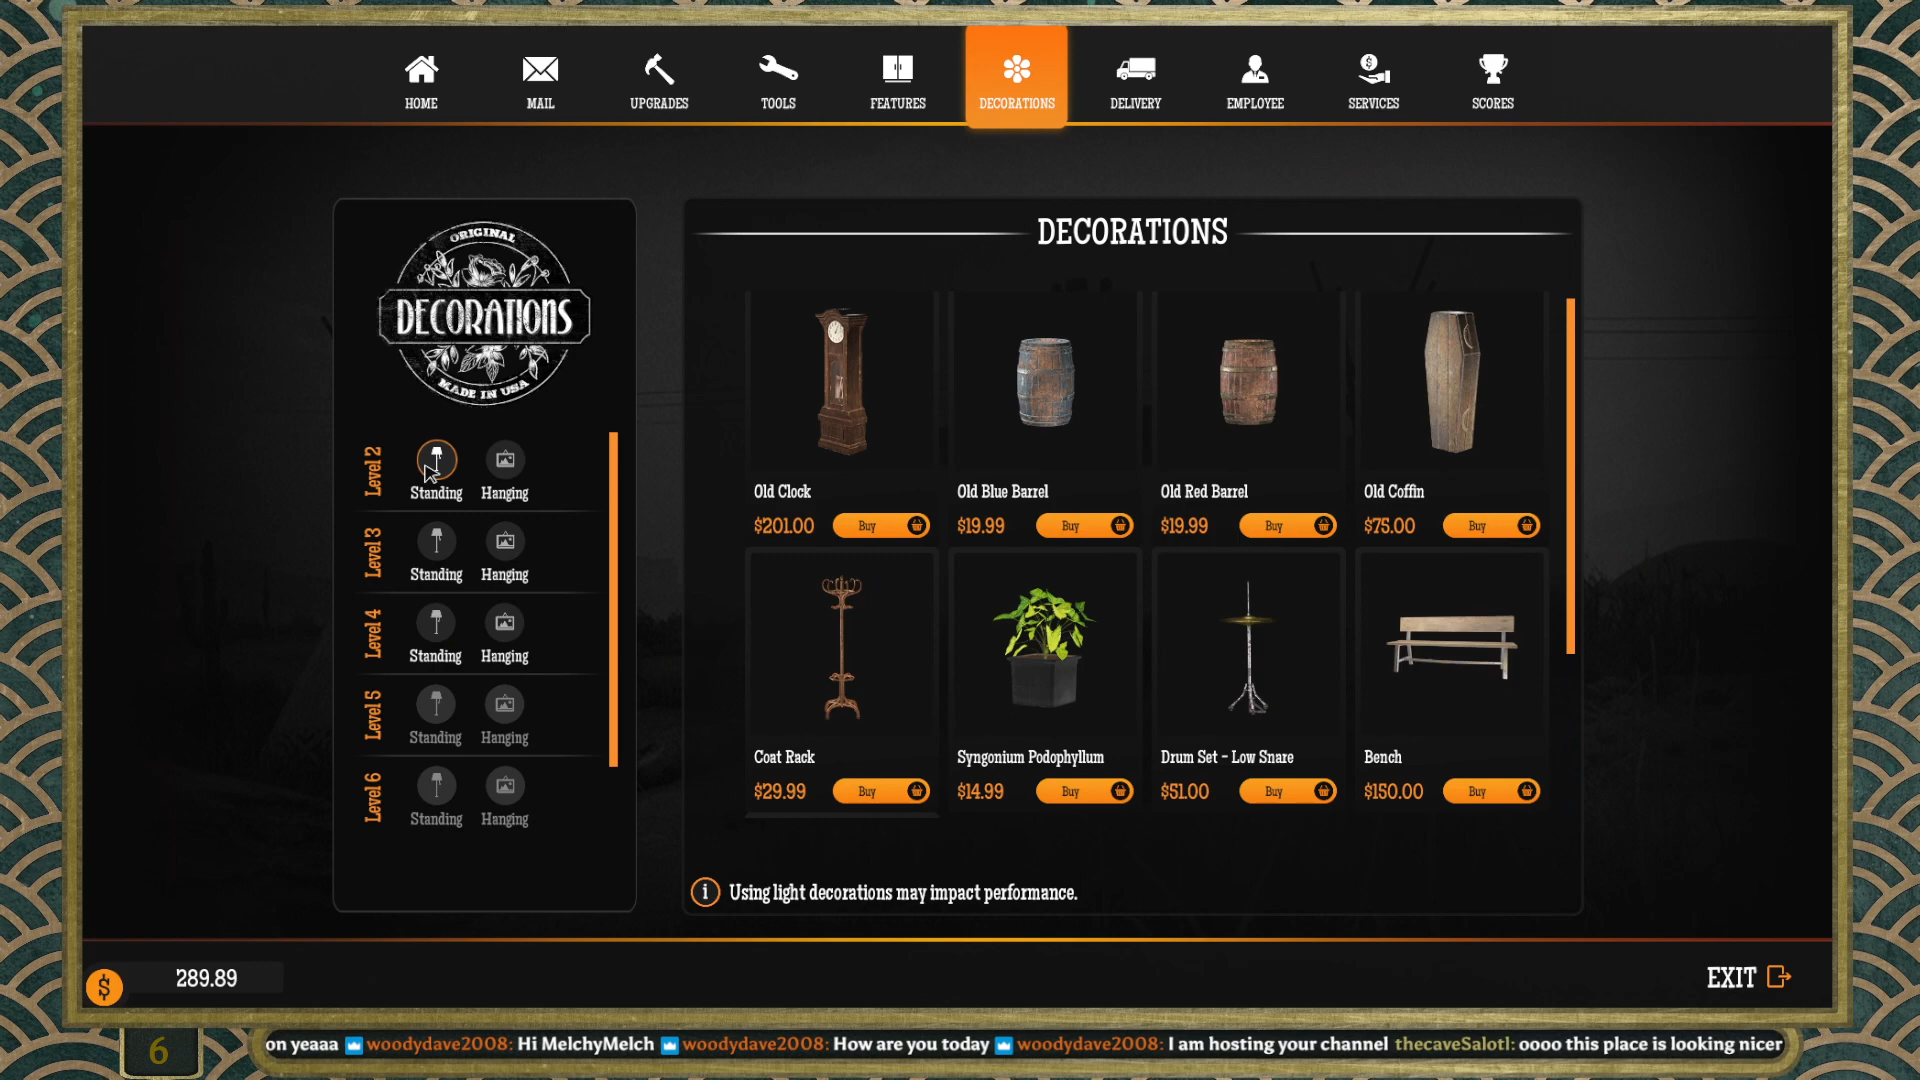 HOME MAIL UPGRADES TOOLS FEATURES DECORATIONS DELIVERY EMPLOYEE SERVICES SCORES
ORIGINAL
DECORATIONS
MADE IN USA
Level 2 Standing Hanging
Level 3 Standing Hanging
Level 4 Standing Hanging
Level 5 Standing Hanging
Level 6 Standing Hanging
DECORATIONS
Old Clock Old Blue Barrel Old Red Barrel Old Coffin
$201.00 Buy $19.99 Buy $19.99 Buy $75.00 Buy
Coat Rack Syngonium Podophyllum Drum Set - Low Snare Bench
$29.99 Buy $14.99 Buy $51.00 Buy $150.00 Buy
i Using light decorations may impact performance.
$ 289.89
EXIT
6
on yeaaa woodydave2008: Hi MelchyMelch woodydave2008: How are you today woodydave2008: I am hosting your channel thecaveSalotl: oooo this place is looking nicer